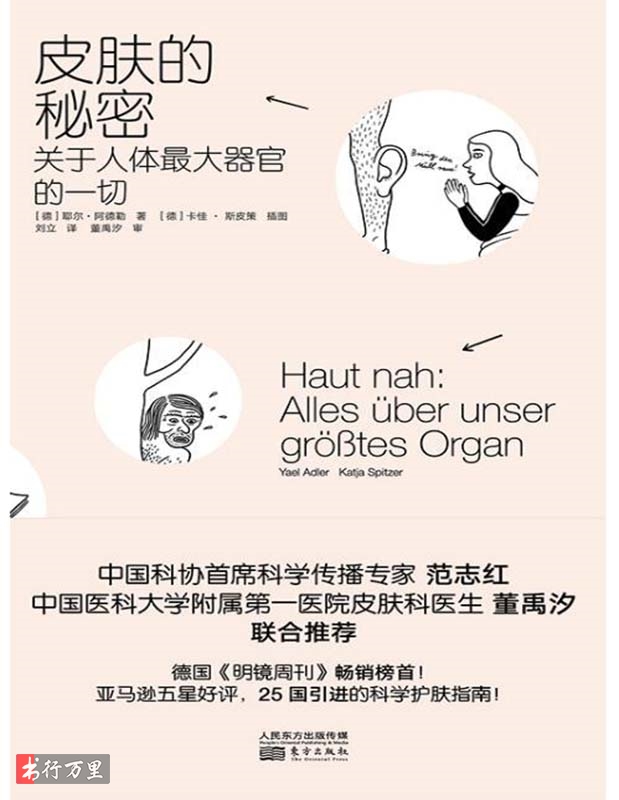 皮肤的
秘密
关于人体最大器官
的一切
[德] 耶尔·阿德勒 著 [德] 卡佳·斯皮策 插图
刘立 译 董禹汐 审
Haut nah:
Alles über unser
größtes Organ
Yael Adler Katja Spitzer
中国科协首席科学传播专家 范志红
中国医科大学附属第一医院皮肤科医生 董禹汐
联合推荐
德国《明镜周刊》畅销榜首！
亚马逊五星好评，25 国引进的科学护肤指南！
人民东方出版传媒
People's Oriental Publishing & Media
东方出版社
The Oriental Press
书行万里